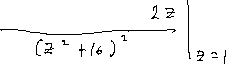 2z
(z² + 16)²
| z = 1